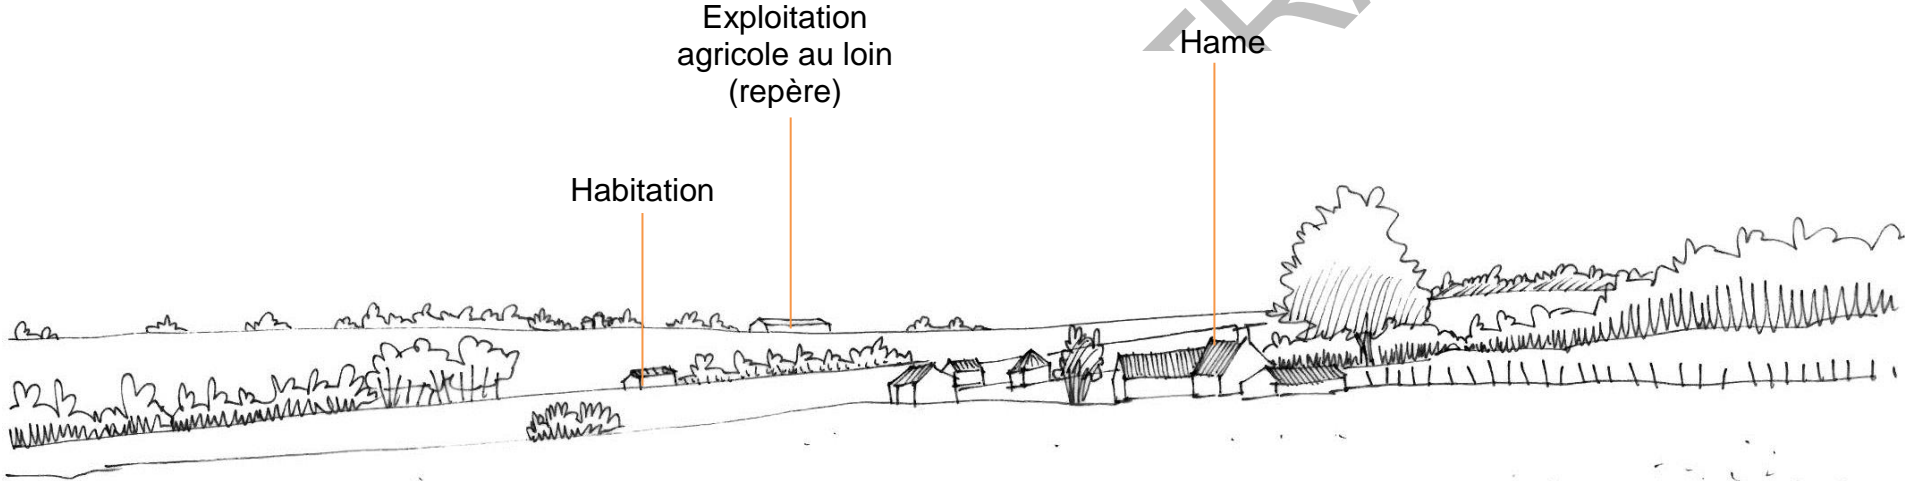 Exploitation
agricole au loin
(repère)
Hame
Habitation